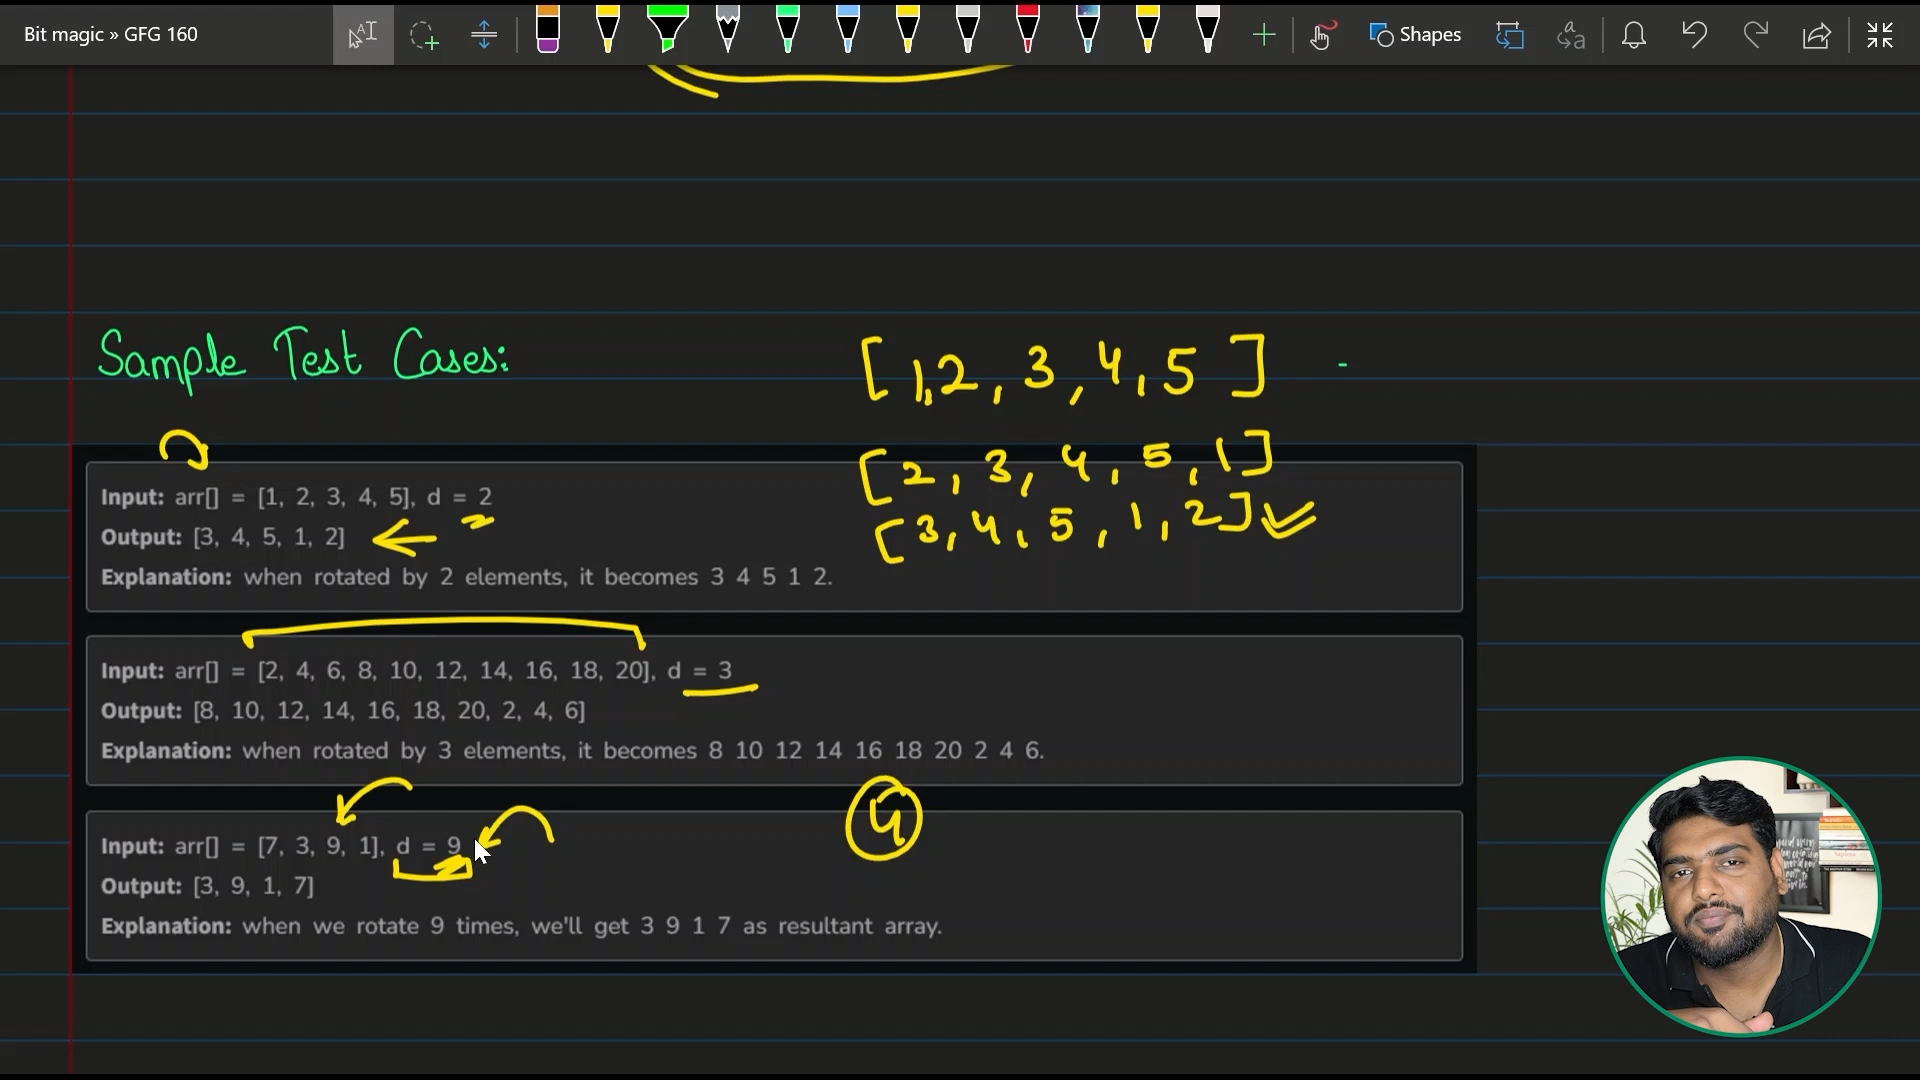 Bit magic » GFG 160
Shapes
Sample Test Cases:
[1,2,3,4,5]
[2,3,4,5,1]
[3,4,5,1,2]
Input: arr[] = [1, 2, 3, 4, 5], d = 2
Output: [3, 4, 5, 1, 2]
Explanation: when rotated by 2 elements, it becomes 3 4 5 1 2.
Input: arr[] = [2, 4, 6, 8, 10, 12, 14, 16, 18, 20], d = 3
Output: [8, 10, 12, 14, 16, 18, 20, 2, 4, 6]
Explanation: when rotated by 3 elements, it becomes 8 10 12 14 16 18 20 2 4 6.
4
Input: arr[] = [7, 3, 9, 1], d = 9
Output: [3, 9, 1, 7]
Explanation: when we rotate 9 times, we'll get 3 9 1 7 as resultant array.